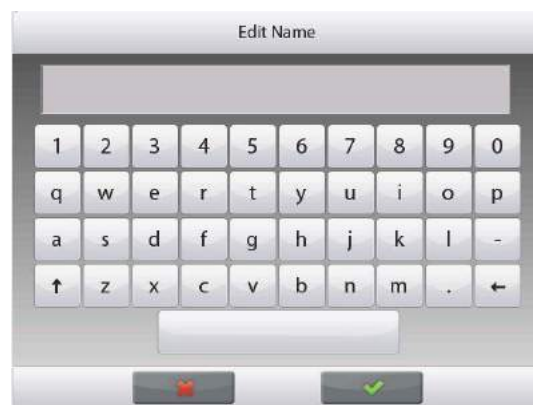 Edit Name
1 2 3 4 5 6 7 8 9 0
q w e r t y u i o p
a s d f g h j k l -
↑ z x c v b n m . ←